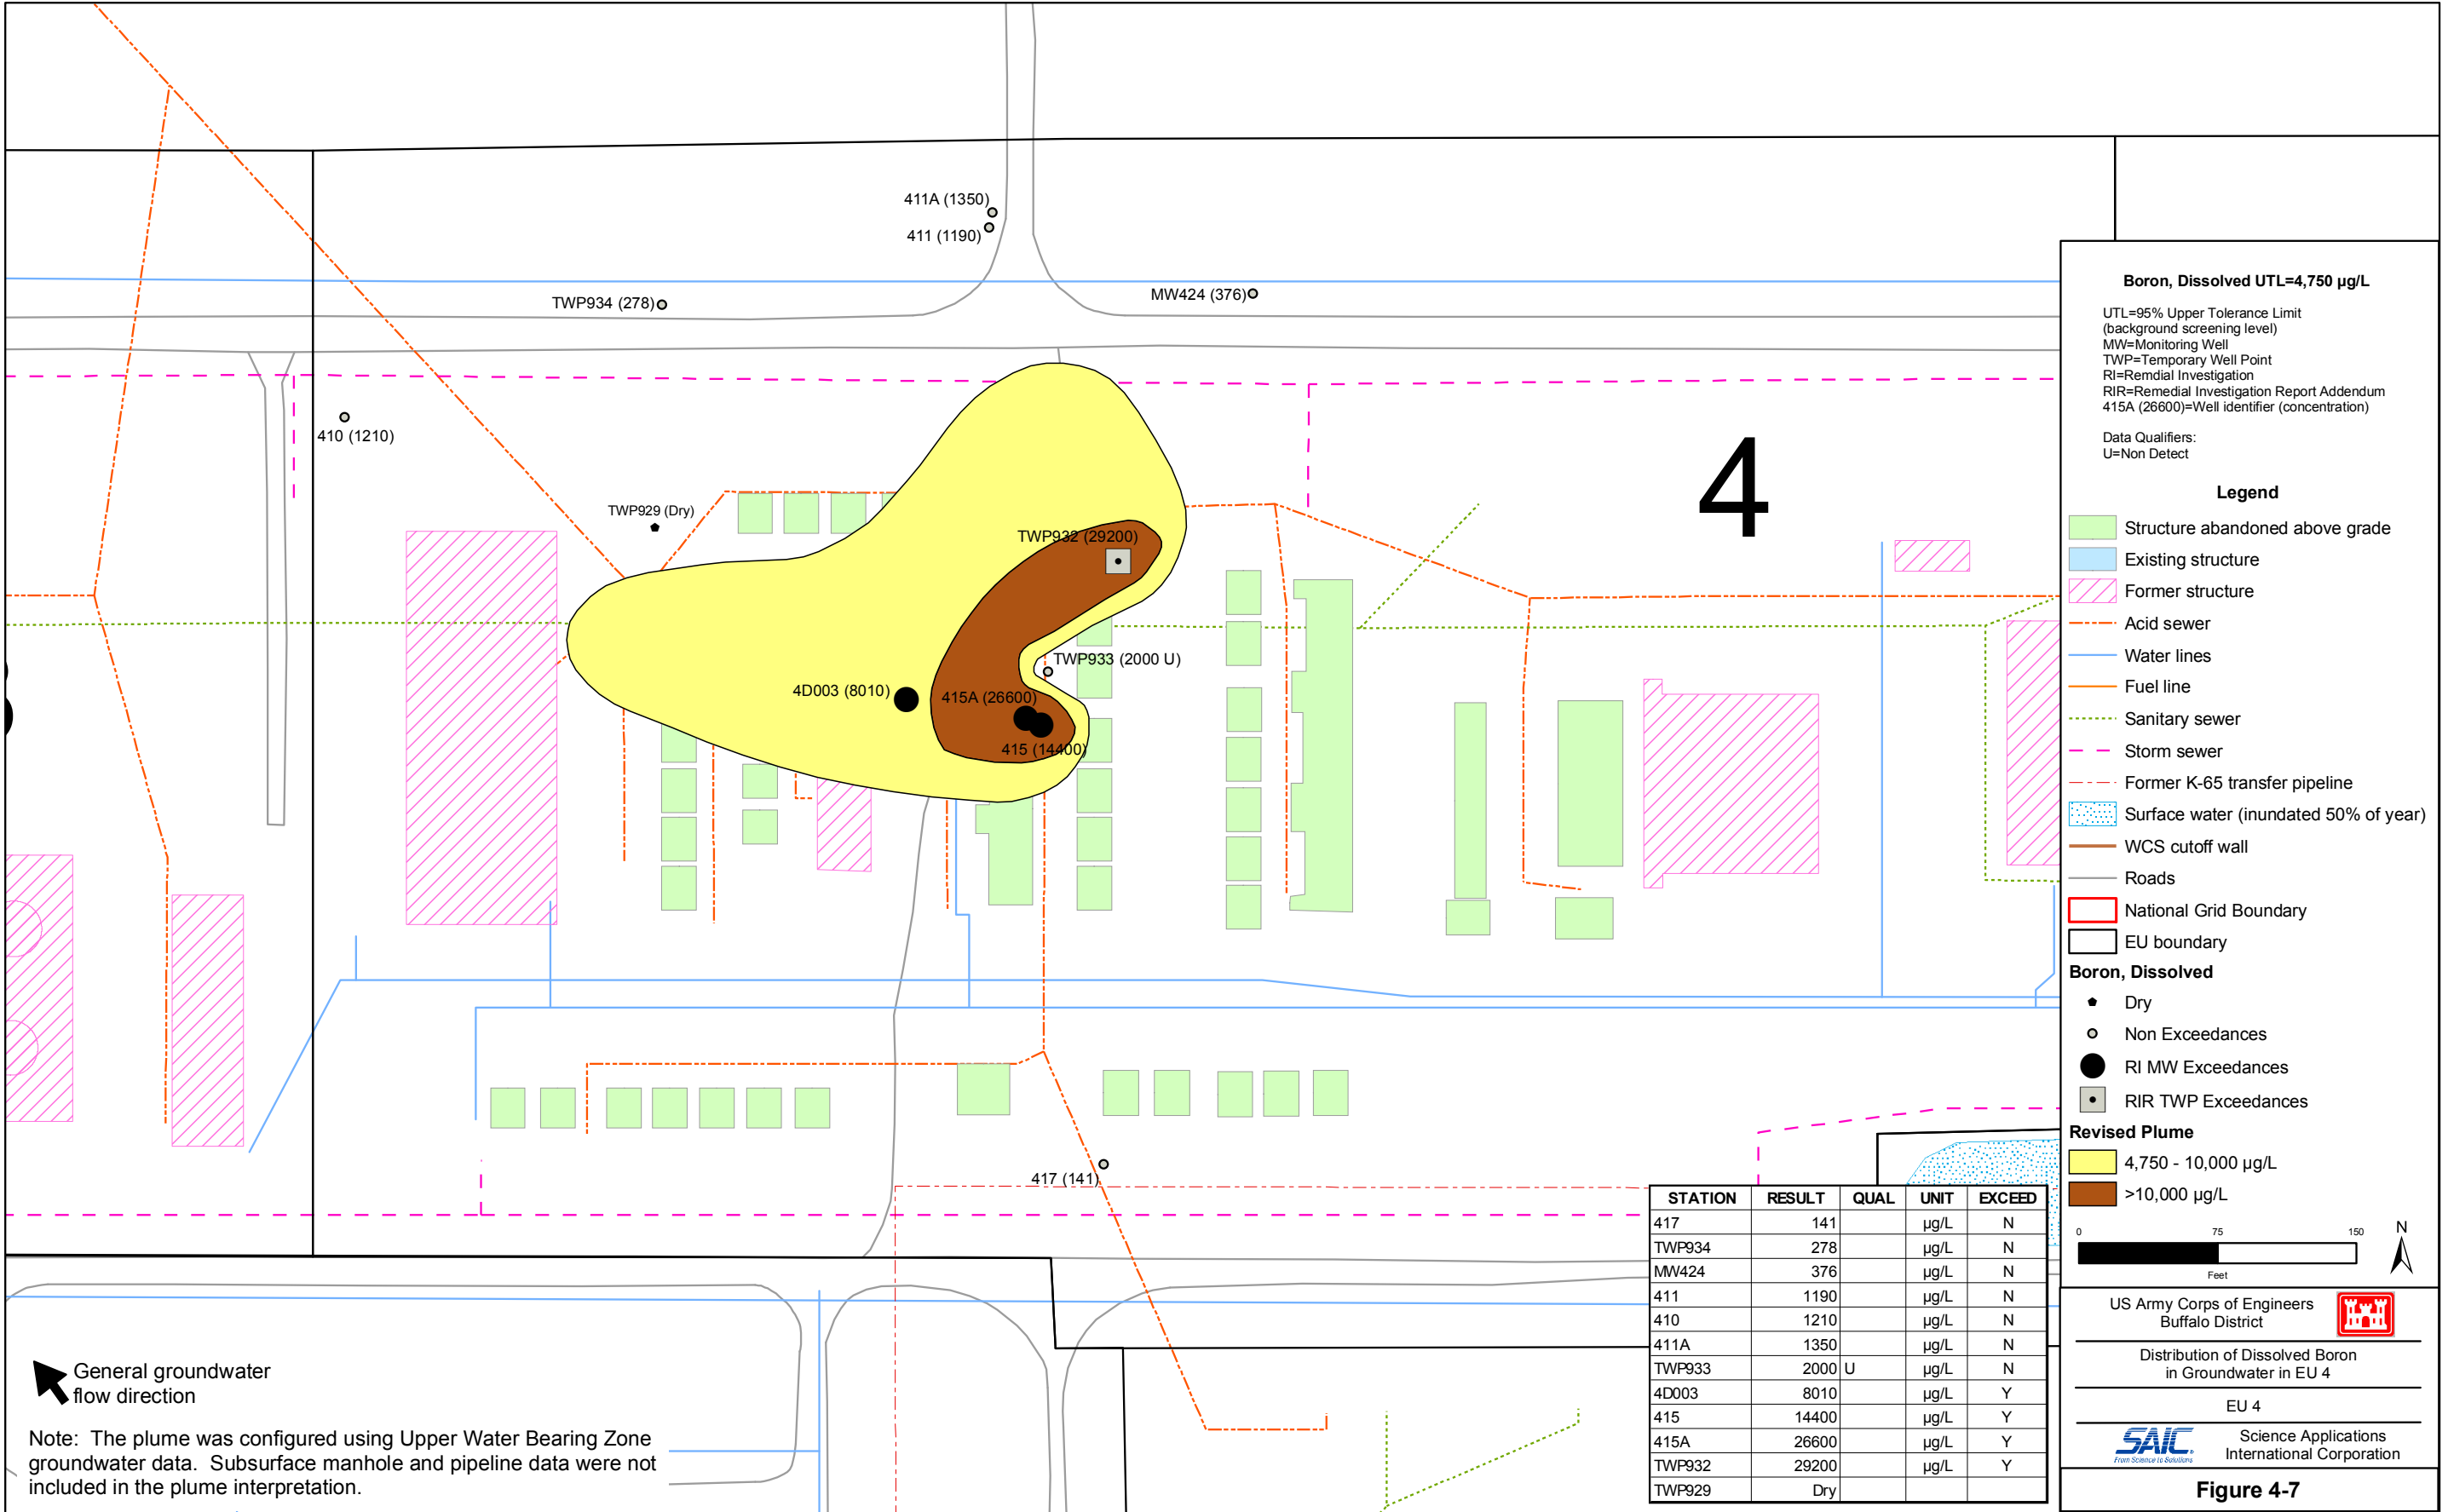 411A (1350)
411 (1190)
TWP934 (278)
MW424 (376)
410 (1210)
4
TWP929 (Dry)
TWP932 (29200)
TWP933 (2000 U)
4D003 (8010)
415A (26600)
415 (14400)
417 (141)
General groundwater
flow direction
Note: The plume was configured using Upper Water Bearing Zone
groundwater data. Subsurface manhole and pipeline data were not
included in the plume interpretation.
STATION RESULT QUAL UNIT EXCEED
417 141 µg/L N
TWP934 278 µg/L N
MW424 376 µg/L N
411 1190 µg/L N
410 1210 µg/L N
411A 1350 µg/L N
TWP933 2000 U µg/L N
4D003 8010 µg/L Y
415 14400 µg/L Y
415A 26600 µg/L Y
TWP932 29200 µg/L Y
TWP929 Dry
Boron, Dissolved UTL=4,750 µg/L
UTL=95% Upper Tolerance Limit
(background screening level)
MW=Monitoring Well
TWP=Temporary Well Point
RI=Remdial Investigation
RIR=Remedial Investigation Report Addendum
415A (26600)=Well identifier (concentration)
Data Qualifiers:
U=Non Detect
Legend
Structure abandoned above grade
Existing structure
Former structure
Acid sewer
Water lines
Fuel line
Sanitary sewer
Storm sewer
Former K-65 transfer pipeline
Surface water (inundated 50% of year)
WCS cutoff wall
Roads
National Grid Boundary
EU boundary
Boron, Dissolved
Dry
Non Exceedances
RI MW Exceedances
RIR TWP Exceedances
Revised Plume
4,750 - 10,000 µg/L
>10,000 µg/L
0 75 150
Feet
N
US Army Corps of Engineers
Buffalo District
Distribution of Dissolved Boron
in Groundwater in EU 4
EU 4
SAIC
From Science to Solutions
Science Applications
International Corporation
Figure 4-7